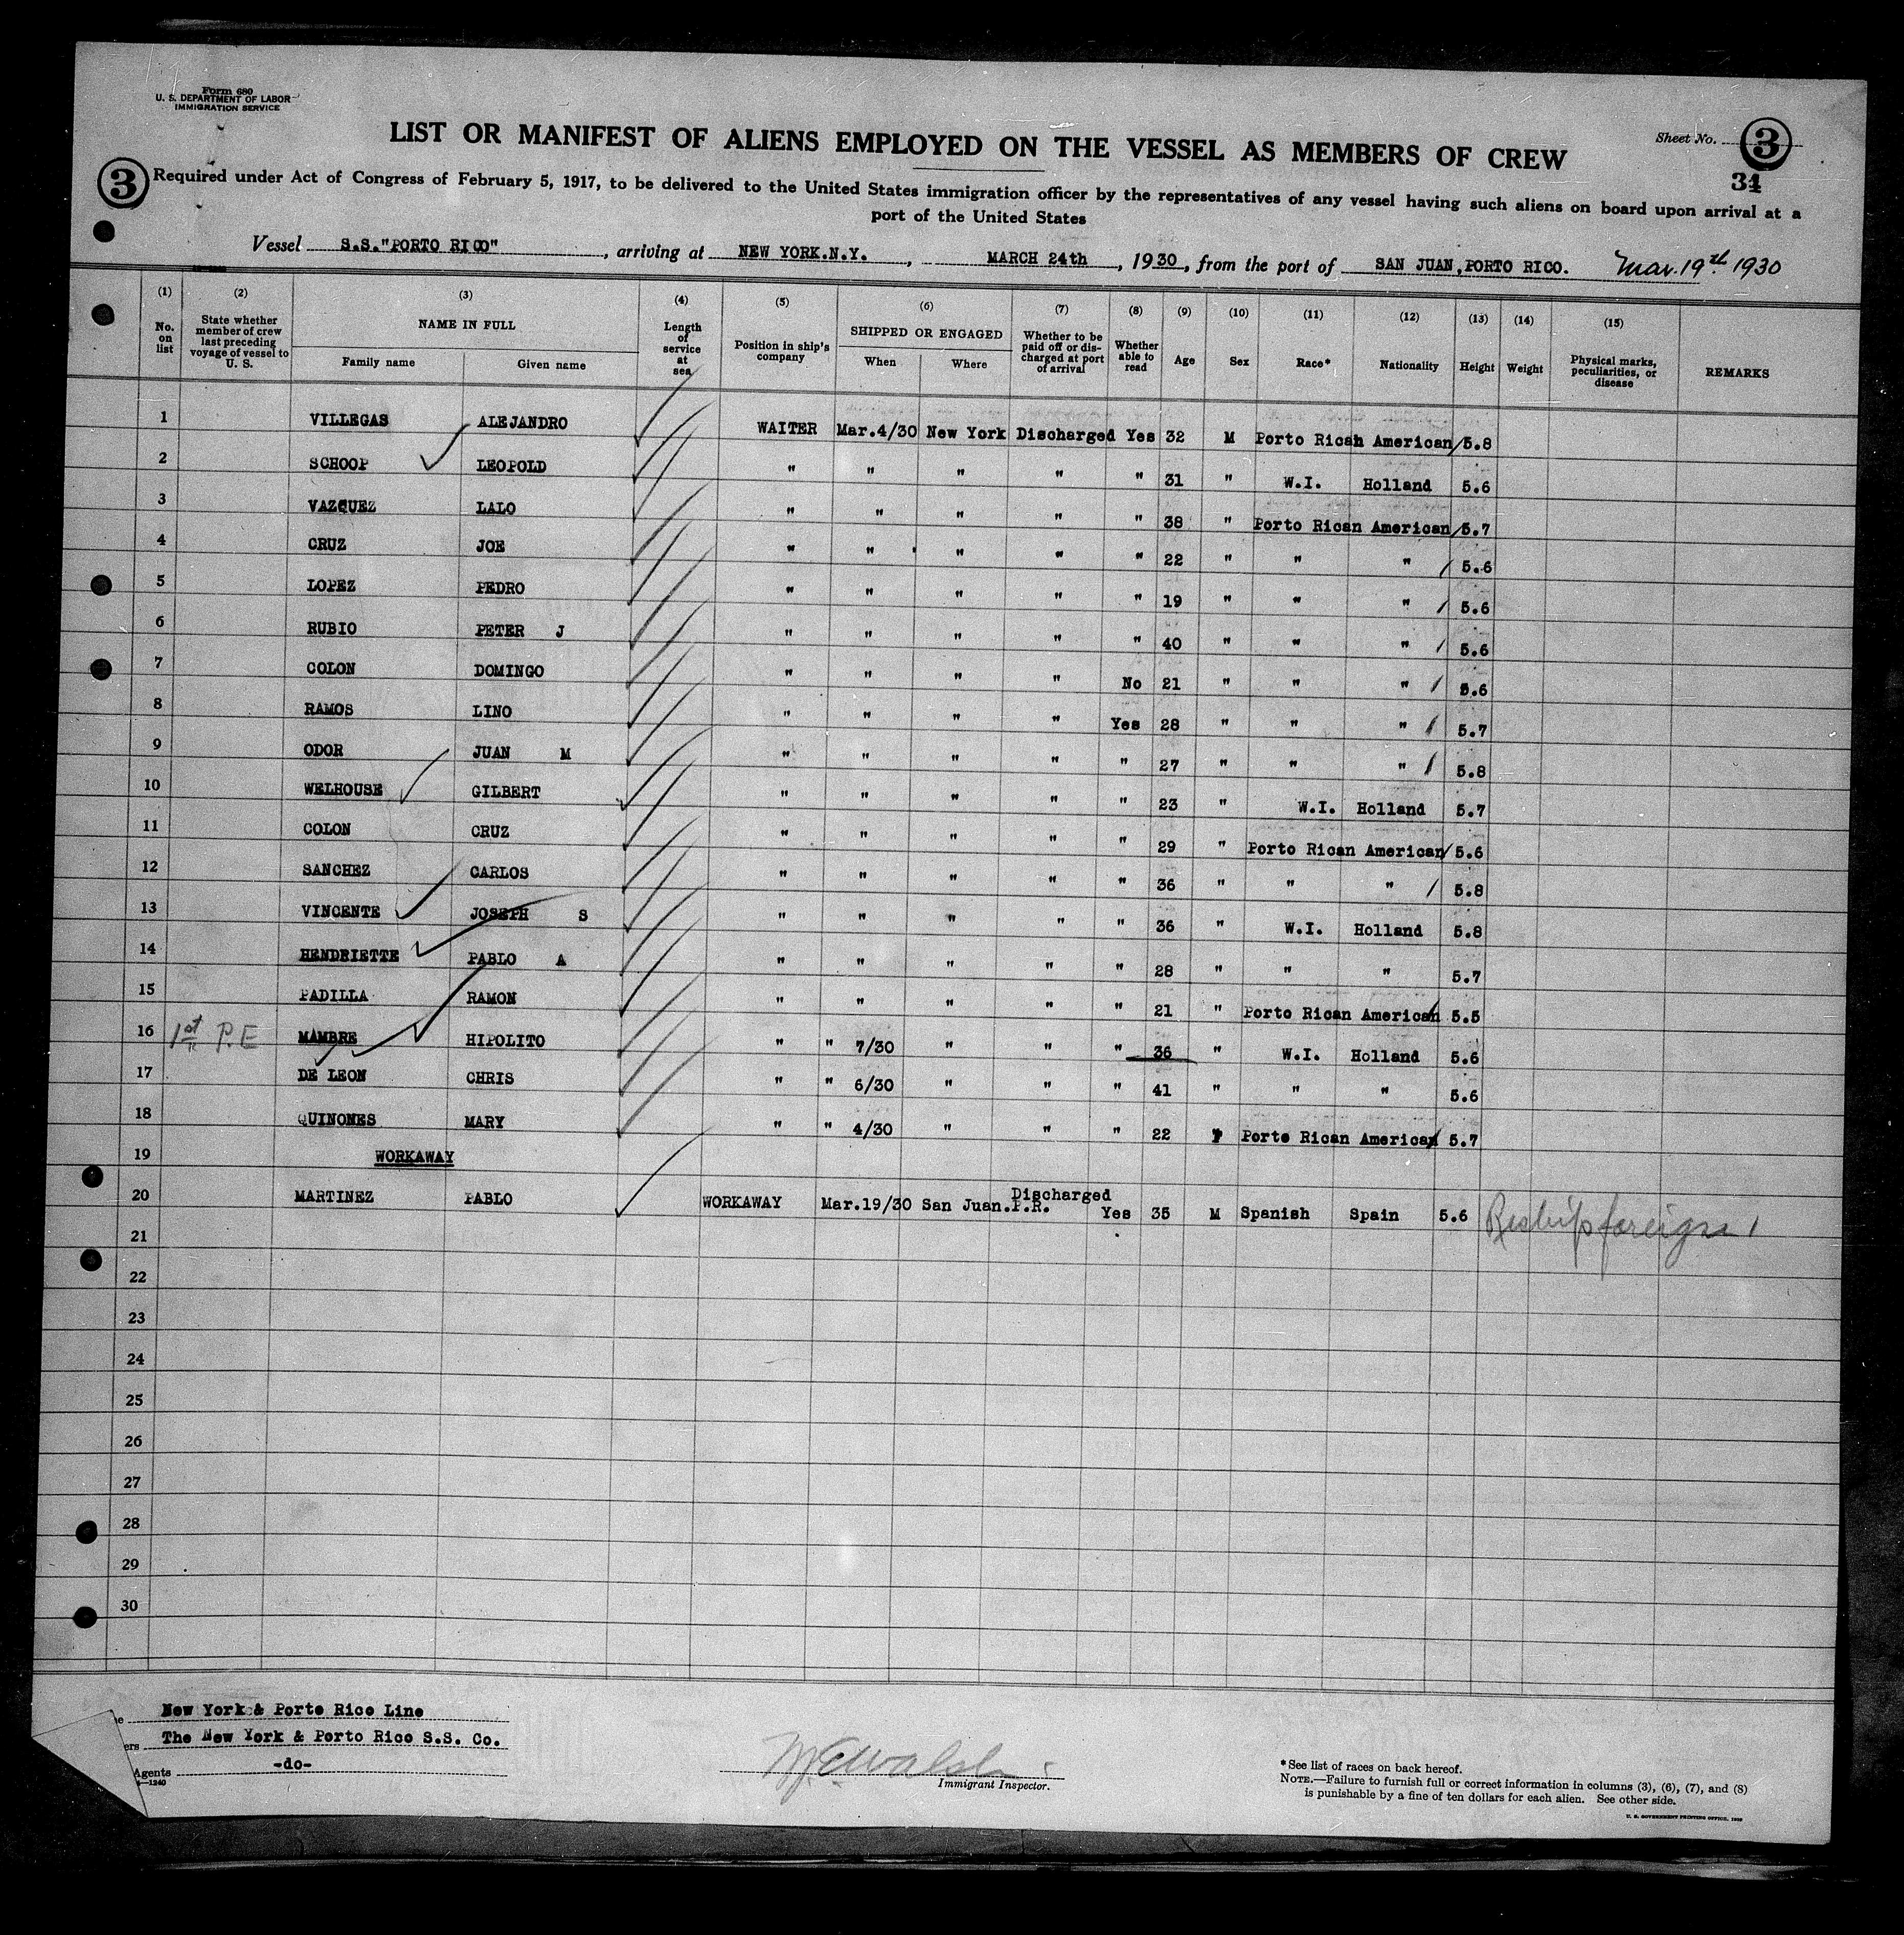 Form 680
U. S. DEPARTMENT OF LABOR
IMMIGRATION SERVICE
LIST OR MANIFEST OF ALIENS EMPLOYED ON THE VESSEL AS MEMBERS OF CREW
Sheet No. 3
34
3
Required under Act of Congress of February 5, 1917, to be delivered to the United States immigration officer by the representatives of any vessel having such aliens on board upon arrival at a
port of the United States
Vessel S.S."PORTO RICO", arriving at NEW YORK.N.Y., MARCH 24th, 1930, from the port of SAN JUAN,PORTO RICO. Mar. 19th 1930
(1) (2) (3) (4) (5) (6) (7) (8) (9) (10) (11) (12) (13) (14) (15)
No. on list
State whether member of crew last preceding voyage of vessel to U. S.
NAME IN FULL
Family name Given name
Length of service at sea
Position in ship's company
SHIPPED OR ENGAGED
When Where
Whether to be paid off or discharged at port of arrival
Whether able to read
Age Sex Race* Nationality Height Weight
Physical marks, peculiarities, or disease
REMARKS
1 VILLEGAS ALEJANDRO WAITER Mar.4/30 New York Discharged Yes 32 M Porto Rican American 5.8
2 SCHOOP LEOPOLD " " " " " 31 " W.I. Holland 5.6
3 VAZQUEZ LALO " " " " " 38 " Porto Rican American 5.7
4 CRUZ JOE " " " " " 22 " " " 5.6
5 LOPEZ PEDRO " " " " " 19 " " " 5.6
6 RUBIO PETER J " " " " " 40 " " " 5.6
7 COLON DOMINGO " " " " No 21 " " " 5.6
8 RAMOS LINO " " " " Yes 28 " " " 5.7
9 ODOR JUAN M " " " " " 27 " " " 5.8
10 WELHOUSE GILBERT " " " " " 23 " W.I. Holland 5.7
11 COLON CRUZ " " " " " 29 " Porto Rican American 5.6
12 SANCHEZ CARLOS " " " " " 36 " " " 5.8
13 VINCENTE JOSEPH S " " " " " 36 " W.I. Holland 5.8
14 HENDRIETTE PABLO A " " " " " 28 " " " 5.7
15 PADILLA RAMON " " " " " 21 " Porto Rican American 5.5
16 1st P.E MAMBRE HIPOLITO " " 7/30 " " " 36 " W.I. Holland 5.6
17 DE LEON CHRIS " " 6/30 " " " 41 " " " 5.6
18 QUINONES MARY " " 4/30 " " " 22 F Porto Rican American 5.7
19 WORKAWAY
20 MARTINEZ PABLO WORKAWAY Mar.19/30 San Juan.P.R. Discharged Yes 35 M Spanish Spain 5.6 Reship foreign 1
21
22
23
24
25
26
27
28
29
30
New York & Porto Rico Line
The New York & Porto Rico S.S. Co.
Agents -do-
Immigrant Inspector.
*See list of races on back hereof.
NOTE.—Failure to furnish full or correct information in columns (3), (6), (7), and (8)
is punishable by a fine of ten dollars for each alien. See other side.
U. S. GOVERNMENT PRINTING OFFICE,